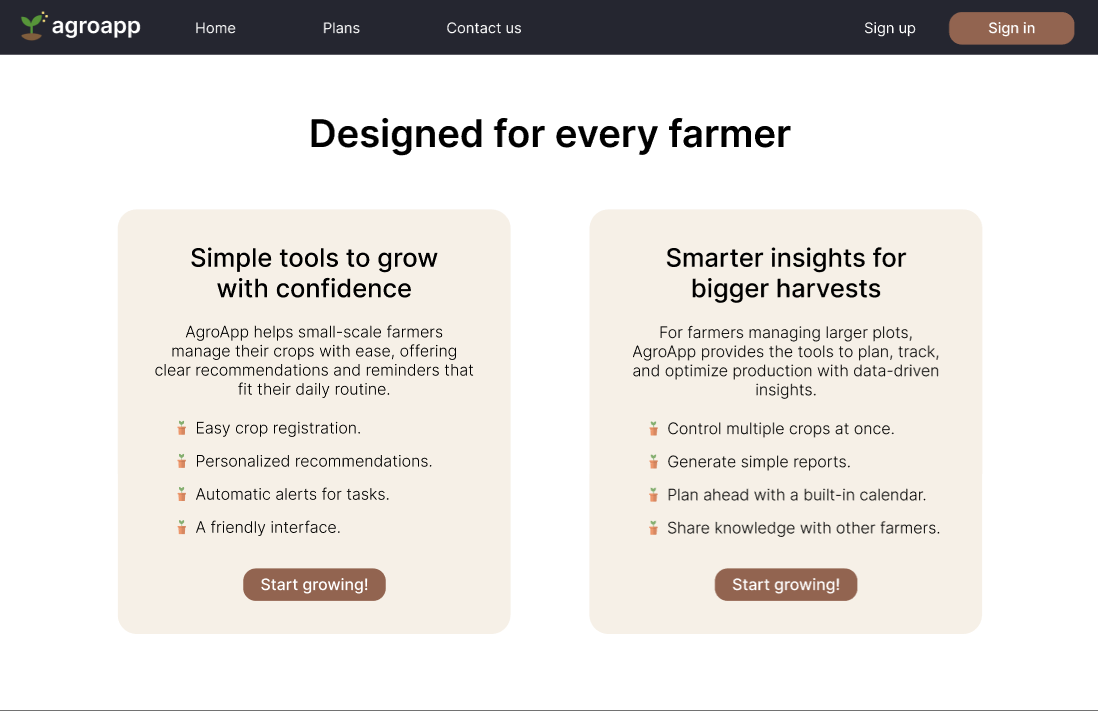 agroapp
Home
Plans
Contact us
Sign up
Sign in
Designed for every farmer
Simple tools to grow
with confidence
AgroApp helps small-scale farmers
manage their crops with ease, offering
clear recommendations and reminders that
fit their daily routine.
Easy crop registration.
Personalized recommendations.
Automatic alerts for tasks.
A friendly interface.
Start growing!
Smarter insights for
bigger harvests
For farmers managing larger plots,
AgroApp provides the tools to plan, track,
and optimize production with data-driven
insights.
Control multiple crops at once.
Generate simple reports.
Plan ahead with a built-in calendar.
Share knowledge with other farmers.
Start growing!